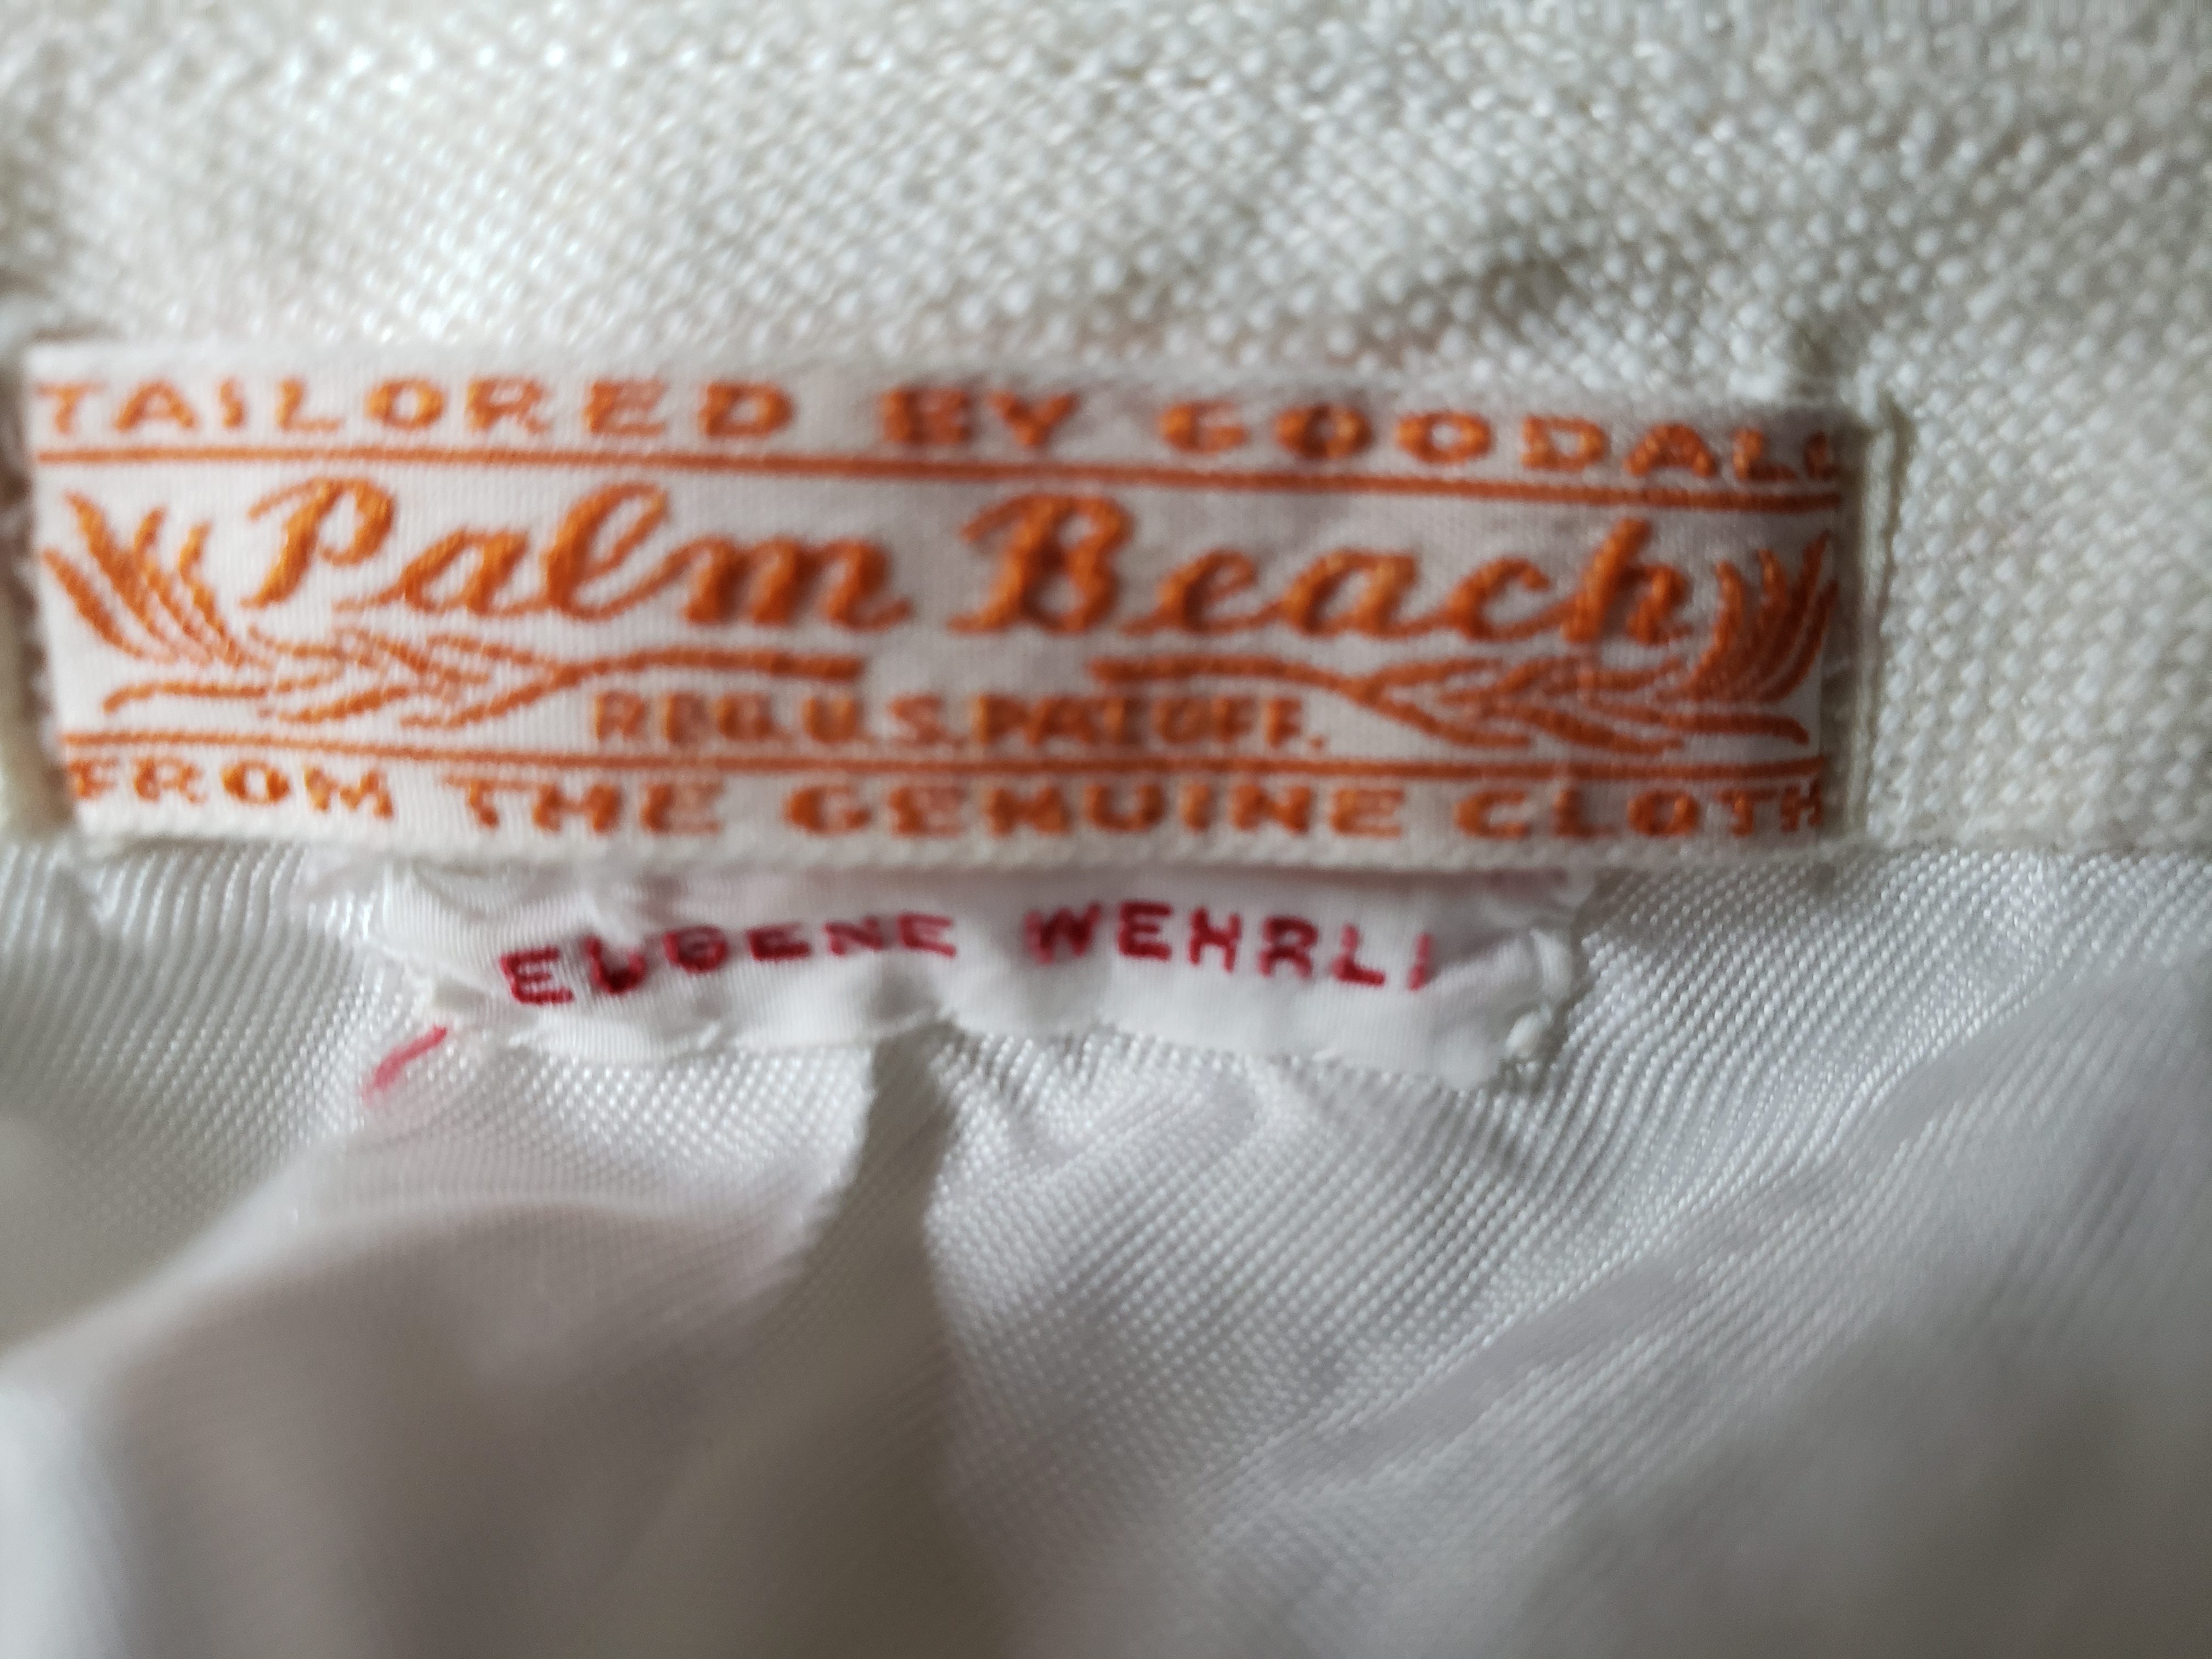 TAILORED BY GOODALL
Palm Beach
REG. U.S. PAT. OFF.
FROM THE GENUINE CLOTH
EUGENE WEHRLI